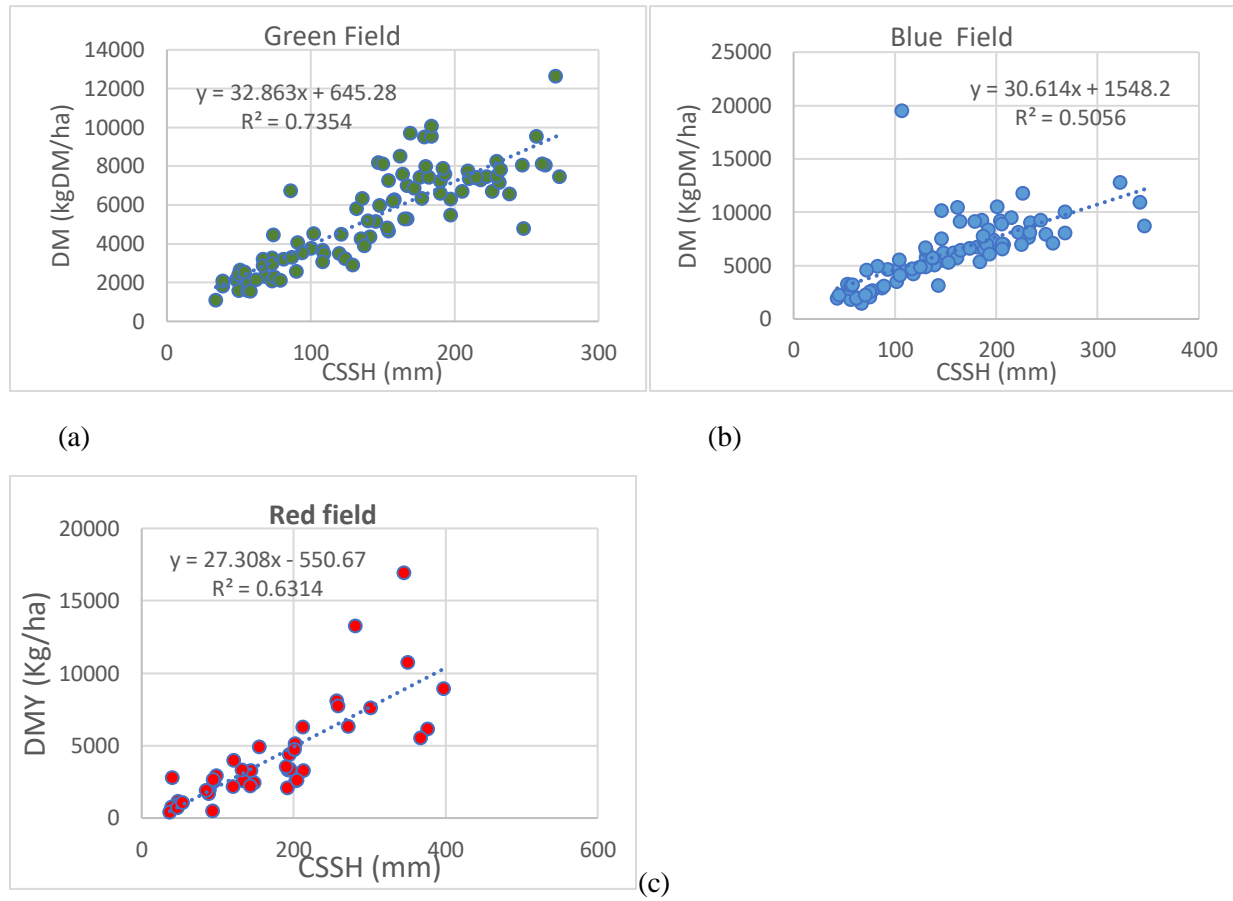 Green Field
14000
12000
10000
8000
6000
4000
2000
0
y = 32.863x + 645.28
R² = 0.7354
DM (kgDM/ha)
0 100 200 300
CSSH (mm)
(a)
Blue Field
25000
20000
15000
10000
5000
0
y = 30.614x + 1548.2
R² = 0.5056
DM (KgDM/ha)
0 100 200 300 400
CSSH (mm)
(b)
Red field
20000
15000
10000
5000
0
y = 27.308x - 550.67
R² = 0.6314
DMY (Kg/ha)
0 200 400 600
CSSH (mm)
(c)